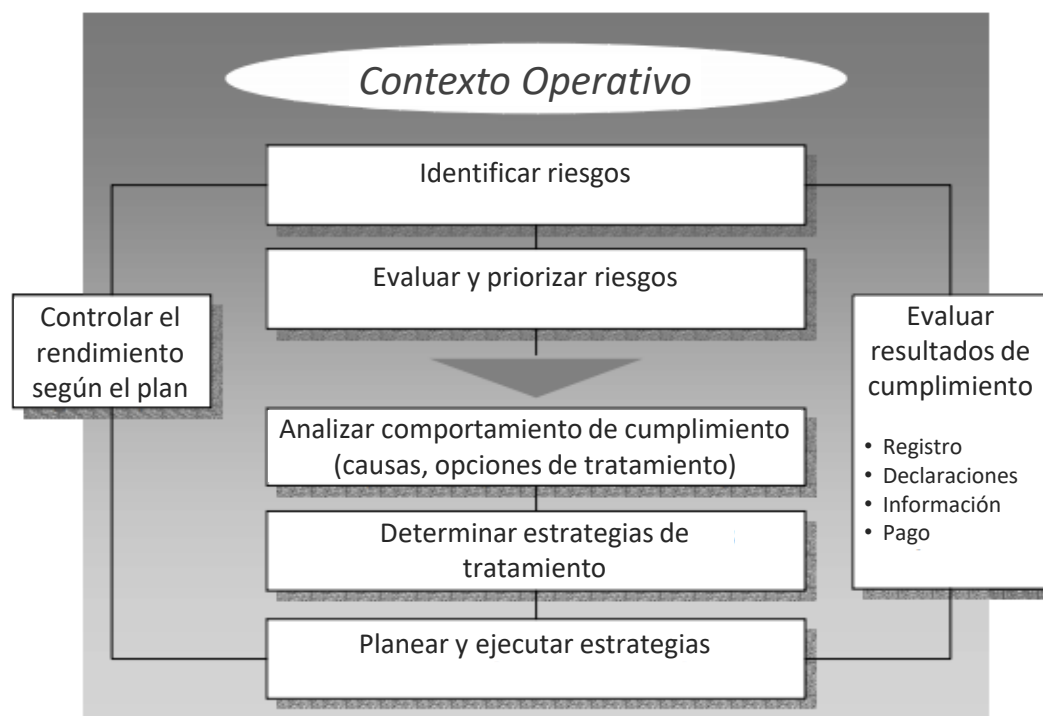 Contexto Operativo
Identificar riesgos
Evaluar y priorizar riesgos
Controlar el
rendimiento
según el plan
Evaluar
resultados de
cumplimiento
• Registro
• Declaraciones
• Información
• Pago
Analizar comportamiento de cumplimiento
(causas, opciones de tratamiento)
Determinar estrategias de
tratamiento
Planear y ejecutar estrategias